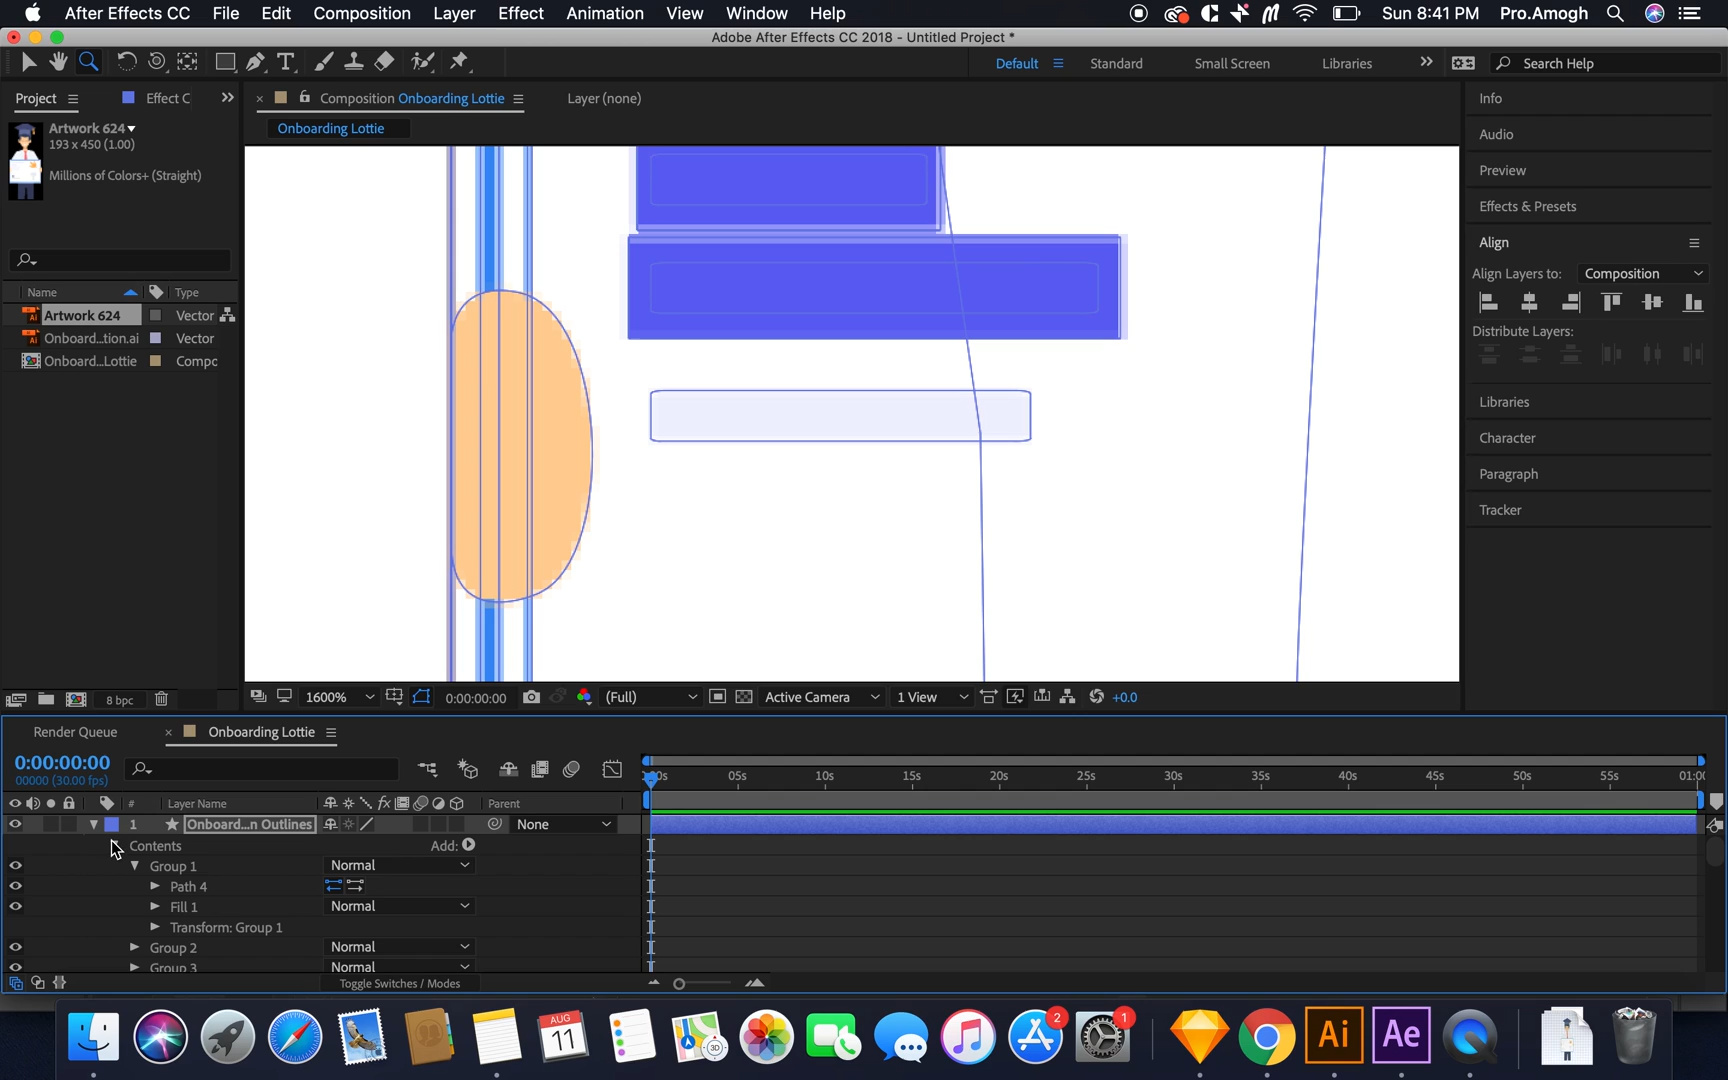 After Effects CC File Edit Composition Layer Effect Animation View Window Help Sun 8:41 PM Pro.Amogh
Adobe After Effects CC 2018 - Untitled Project *
Default Standard Small Screen Libraries Search Help
Project Effect C Composition Onboarding Lottie Layer (none) Info
Artwork 624
193 x 450 (1.00)
Millions of Colors+ (Straight)
Onboarding Lottie
Audio
Preview
Effects & Presets
Align
Align Layers to: Composition
Distribute Layers:
Libraries
Character
Paragraph
Tracker
Name Type
Artwork 624 Vector
Onboard...tion.ai Vector
Onboard...Lottie Compo
8 bpc
1600% 0:00:00:00 (Full) Active Camera 1 View +0.0
Render Queue Onboarding Lottie
0:00:00:00
00000 (30.00 fps)
05s 10s 15s 20s 25s 30s 35s 40s 45s 50s 55s
# Layer Name fx Parent
1 Onboard...n Outlines None
Contents Add:
Group 1 Normal
Path 4
Fill 1 Normal
Transform: Group 1
Group 2 Normal
Group 3 Normal
Toggle Switches / Modes
AUG
11
3D
2
1
Ai
Ae